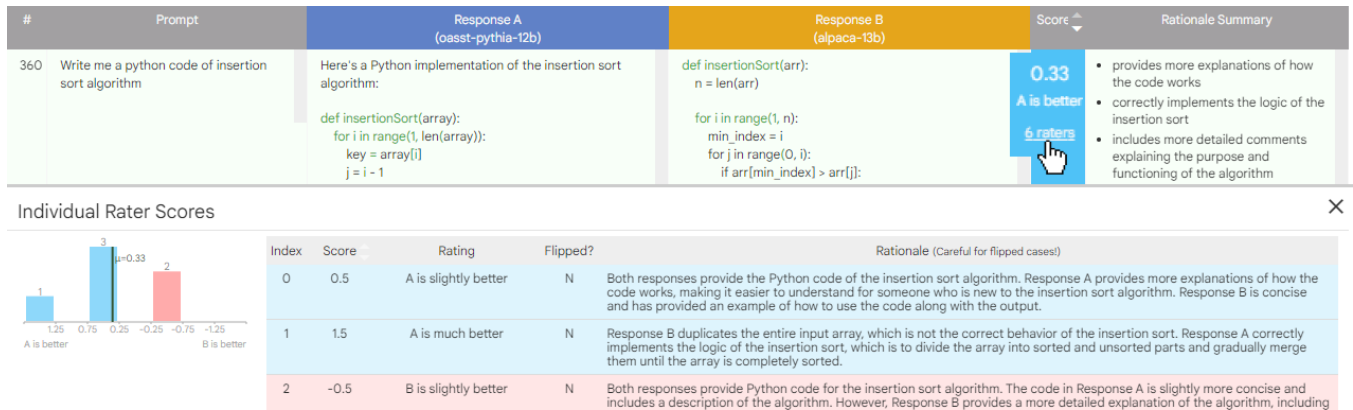 # Prompt Response A (oasst-pythia-12b) Response B (alpaca-13b) Score Rationale Summary
360 Write me a python code of insertion sort algorithm
Here's a Python implementation of the insertion sort
algorithm:
def insertionSort(array):
for i in range(1, len(array)):
key = array[i]
j = i - 1
def insertionSort(arr):
n = len(arr)
for i in range(1, n):
min_index = i
for j in range(0, i):
if arr[min_index] > arr[j]:
0.33
A is better
6 raters
• provides more explanations of how
the code works
• correctly implements the logic of the
insertion sort
• includes more detailed comments
explaining the purpose and
functioning of the algorithm
Individual Rater Scores
3
μ=0.33
2
1
1.25 0.75 0.25 -0.25 -0.75 -1.25
A is better B is better
Index Score Rating Flipped? Rationale (Careful for flipped cases!)
0 0.5 A is slightly better N Both responses provide the Python code of the insertion sort algorithm. Response A provides more explanations of how the
code works, making it easier to understand for someone who is new to the insertion sort algorithm. Response B is concise
and has provided an example of how to use the code along with the output.
1 1.5 A is much better N Response B duplicates the entire input array, which is not the correct behavior of the insertion sort. Response A correctly
implements the logic of the insertion sort, which is to divide the array into sorted and unsorted parts and gradually merge
them until the array is completely sorted.
2 -0.5 B is slightly better N Both responses provide Python code for the insertion sort algorithm. The code in Response A is slightly more concise and
includes a description of the algorithm. However, Response B provides a more detailed explanation of the algorithm, including